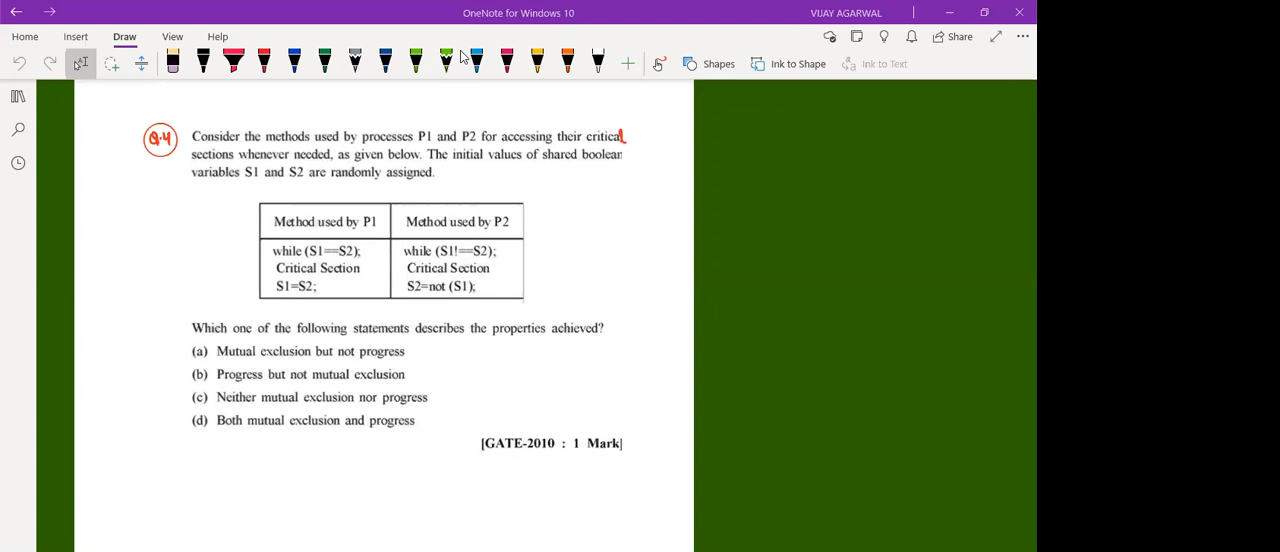 OneNote for Windows 10
VIJAY AGARWAL
Home Insert Draw View Help
Share
Shapes
Ink to Shape
Ink to Text
Q.4
Consider the methods used by processes P1 and P2 for accessing their critical
sections whenever needed, as given below. The initial values of shared boolean
variables S1 and S2 are randomly assigned.
Method used by P1 Method used by P2
while (S1==S2); while (S1!==S2);
Critical Section Critical Section
S1=S2; S2=not (S1);
Which one of the following statements describes the properties achieved?
(a) Mutual exclusion but not progress
(b) Progress but not mutual exclusion
(c) Neither mutual exclusion nor progress
(d) Both mutual exclusion and progress
[GATE-2010 : 1 Mark]